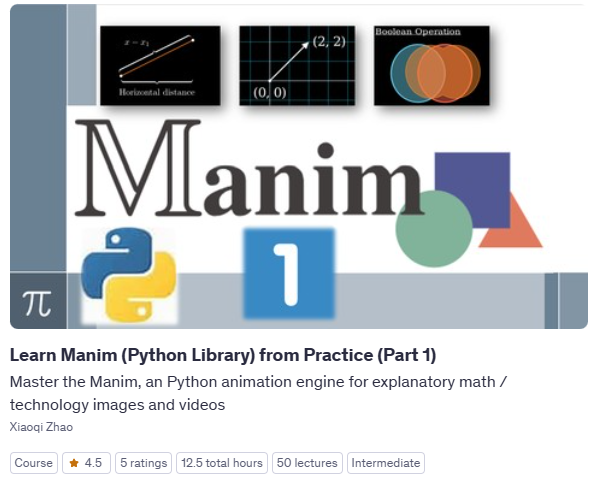 x − x₁
Horizontal distance
(2, 2)
(0, 0)
Boolean Operation
Manim
1
π
Learn Manim (Python Library) from Practice (Part 1)
Master the Manim, an Python animation engine for explanatory math /
technology images and videos
Xiaoqi Zhao
Course
4.5
5 ratings
12.5 total hours
50 lectures
Intermediate